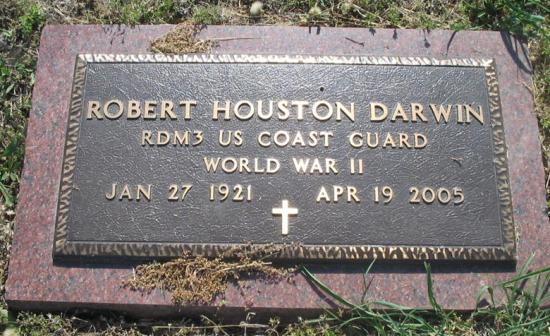 ROBERT HOUSTON DARWIN
RDM3 US COAST GUARD
WORLD WAR II
JAN 27 1921 APR 19 2005